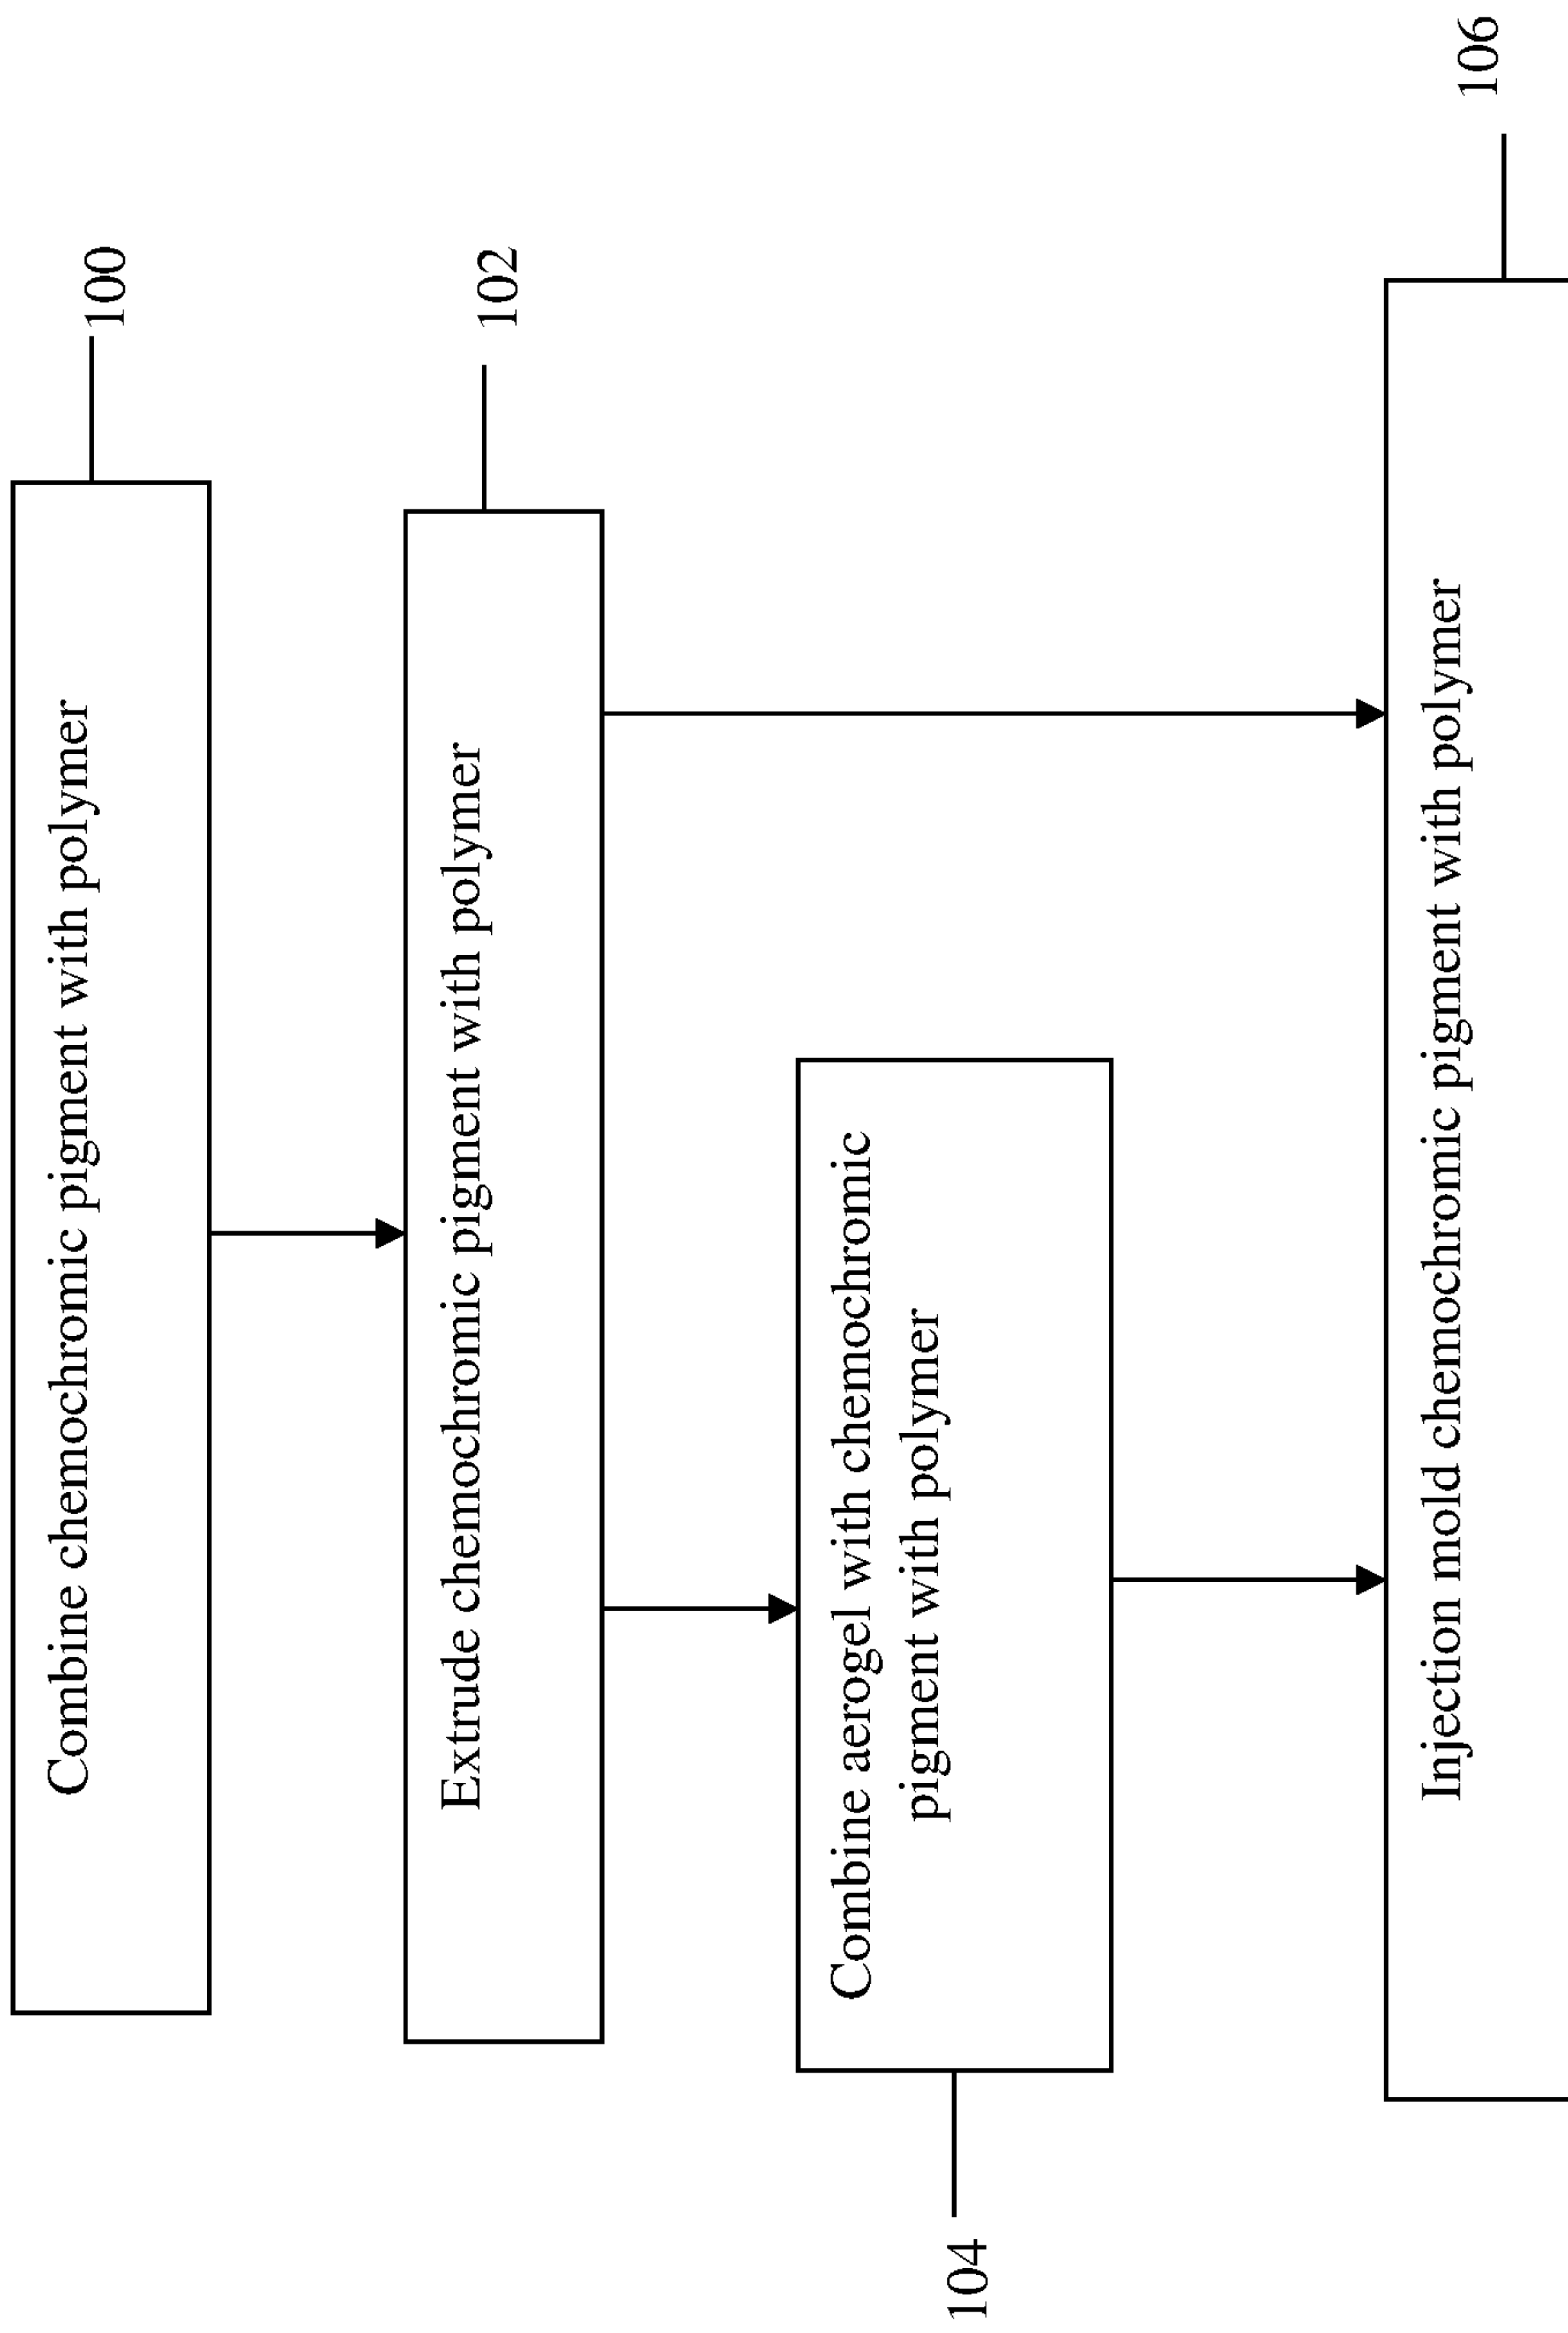 Combine chemochromic pigment with polymer
100
Extrude chemochromic pigment with polymer
102
Combine aerogel with chemochromic
pigment with polymer
104
Injection mold chemochromic pigment with polymer
106